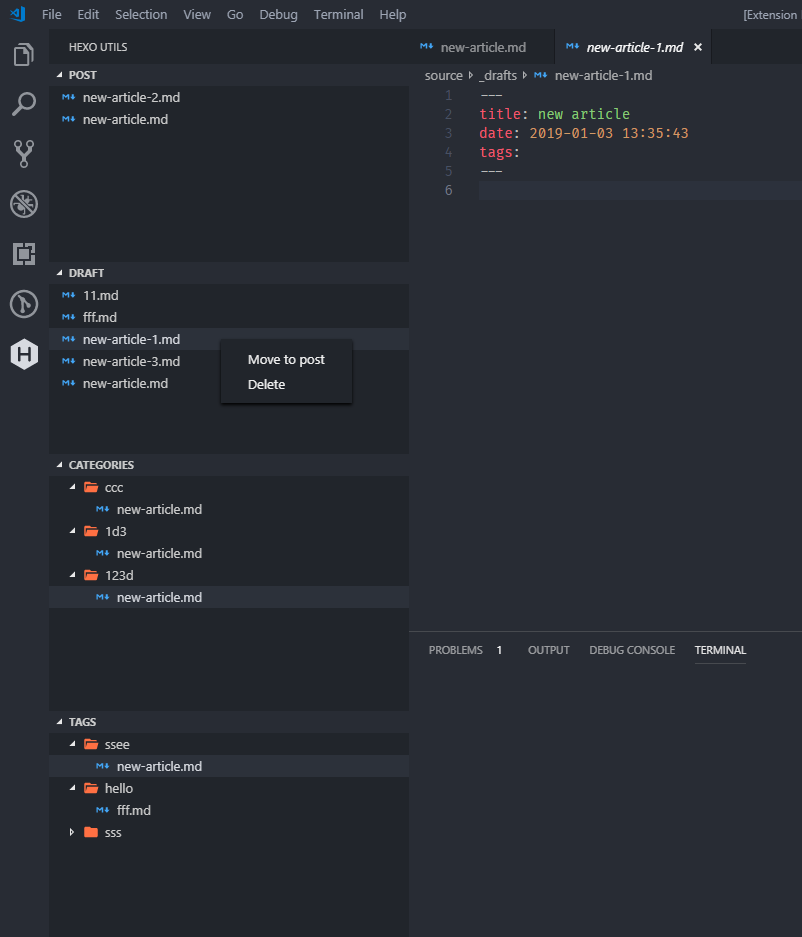 File Edit Selection View Go Debug Terminal Help [Extension
HEXO UTILS
POST
new-article-2.md
new-article.md
DRAFT
11.md
fff.md
new-article-1.md
new-article-3.md
new-article.md
Move to post
Delete
CATEGORIES
ccc
new-article.md
1d3
new-article.md
123d
new-article.md
TAGS
ssee
new-article.md
hello
fff.md
sss
new-article.md new-article-1.md ×
source _drafts new-article-1.md
1 ---
2 title: new article
3 date: 2019-01-03 13:35:43
4 tags:
5 ---
6
PROBLEMS 1 OUTPUT DEBUG CONSOLE TERMINAL